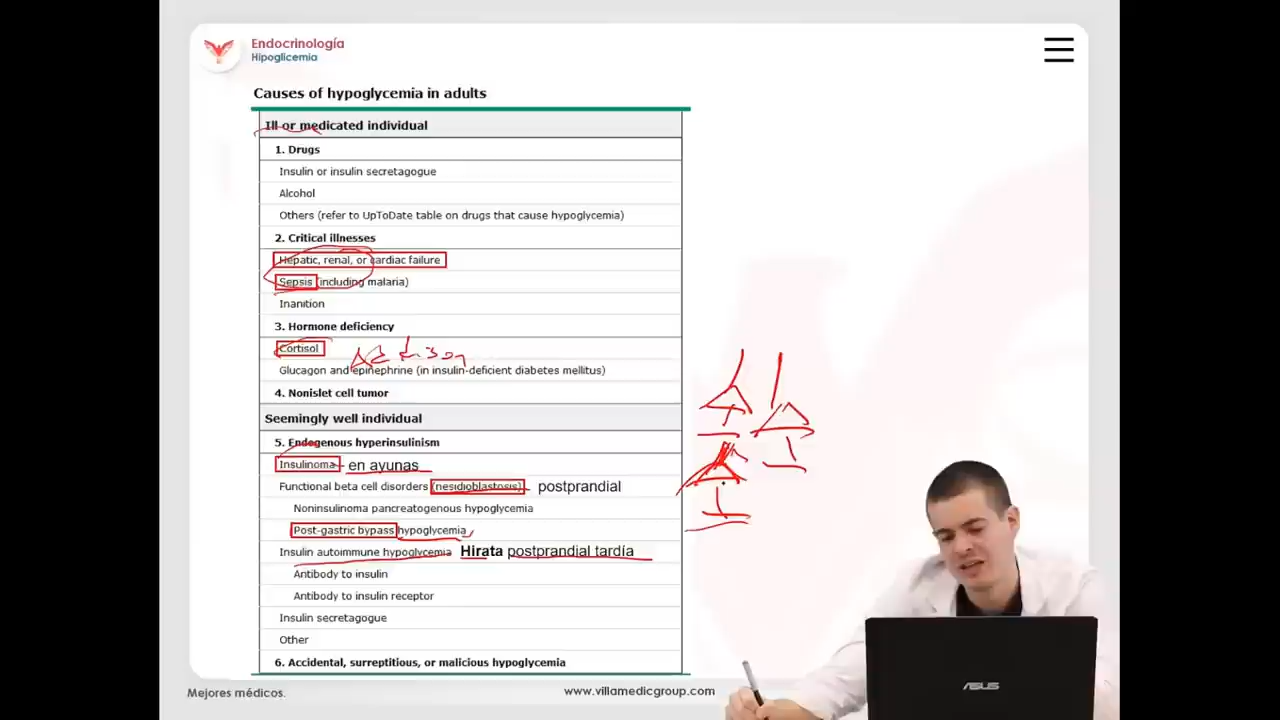 Endocrinología
Hipoglicemia
Causes of hypoglycemia in adults
Ill or medicated individual
1. Drugs
Insulin or insulin secretagogue
Alcohol
Others (refer to UpToDate table on drugs that cause hypoglycemia)
2. Critical illnesses
Hepatic, renal, or cardiac failure
Sepsis (including malaria)
Inanition
3. Hormone deficiency
Cortisol
Glucagon and epinephrine (in insulin-deficient diabetes mellitus)
4. Nonislet cell tumor
Seemingly well individual
5. Endogenous hyperinsulinism
Insulinoma - en ayunas
Functional beta cell disorders (nesidioblastosis) postprandial
Noninsulinoma pancreatogenous hypoglycemia
Post-gastric bypass hypoglycemia
Insulin autoimmune hypoglycemia Hirata postprandial tardía
Antibody to insulin
Antibody to insulin receptor
Insulin secretagogue
Other
6. Accidental, surreptitious, or malicious hypoglycemia
Mejores médicos.
www.villamedicgroup.com
ASUS